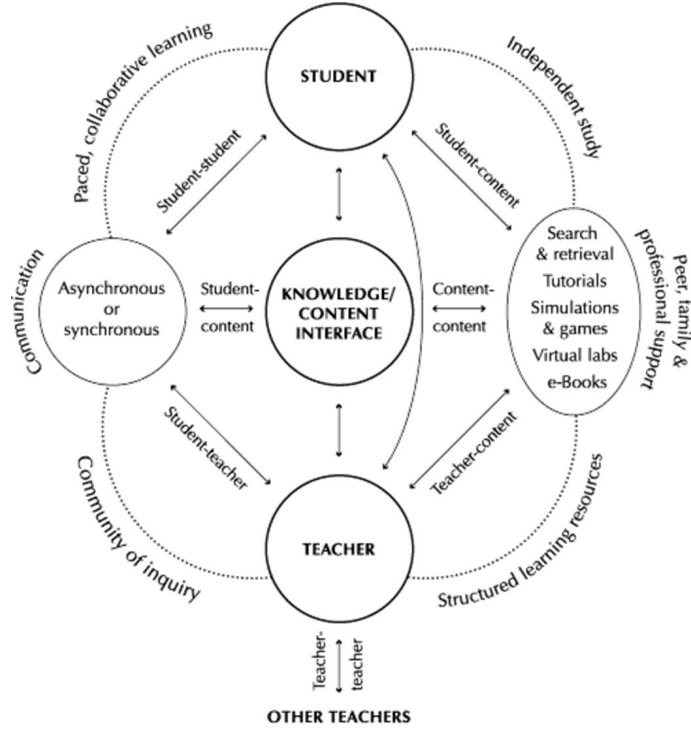 STUDENT
Paced, collaborative learning
Independent study
Student-student
Student-content
Communication
Asynchronous
or
synchronous
Student-
content
KNOWLEDGE/
CONTENT
INTERFACE
Content-
content
Search
& retrieval
Tutorials
Simulations
& games
Virtual labs
e-Books
Peer, family &
professional support
Student-teacher
Teacher-content
Community of inquiry
TEACHER
Structured learning resources
Teacher-
teacher
OTHER TEACHERS